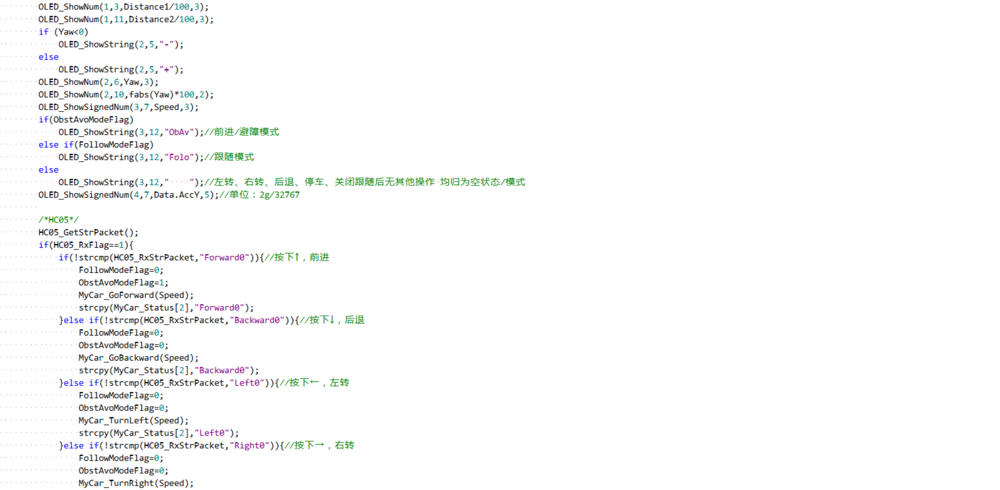 OLED_ShowNum(1,3,Distance1/100,3);
OLED_ShowNum(1,11,Distance2/100,3);
if (Yaw<0)
OLED_ShowString(2,5,"-");
else
OLED_ShowString(2,5,"+");
OLED_ShowNum(2,6,Yaw,3);
OLED_ShowNum(2,10,fabs(Yaw)*100,2);
OLED_ShowSignedNum(3,7,Speed,3);
if(ObstAvoModeFlag)
OLED_ShowString(3,12,"ObAv");//前进/避障模式
else if(FollowModeFlag)
OLED_ShowString(3,12,"Folo");//跟随模式
else
OLED_ShowString(3,12,"    ");//左转、右转、后退、停车、关闭跟随后无其他操作 均归为空状态/模式
OLED_ShowSignedNum(4,7,Data.AccY,5);//单位：2g/32767
/*HC05*/
HC05_GetStrPacket();
if(HC05_RxFlag==1){
if(!strcmp(HC05_RxStrPacket,"Forward0")){//按下↑，前进
FollowModeFlag=0;
ObstAvoModeFlag=1;
MyCar_GoForward(Speed);
strcpy(MyCar_Status[2],"Forward0");
}else if(!strcmp(HC05_RxStrPacket,"Backward0")){//按下↓，后退
FollowModeFlag=0;
ObstAvoModeFlag=0;
MyCar_GoBackward(Speed);
strcpy(MyCar_Status[2],"Backward0");
}else if(!strcmp(HC05_RxStrPacket,"Left0")){//按下←，左转
FollowModeFlag=0;
ObstAvoModeFlag=0;
MyCar_TurnLeft(Speed);
strcpy(MyCar_Status[2],"Left0");
}else if(!strcmp(HC05_RxStrPacket,"Right0")){//按下→，右转
FollowModeFlag=0;
ObstAvoModeFlag=0;
MyCar_TurnRight(Speed);